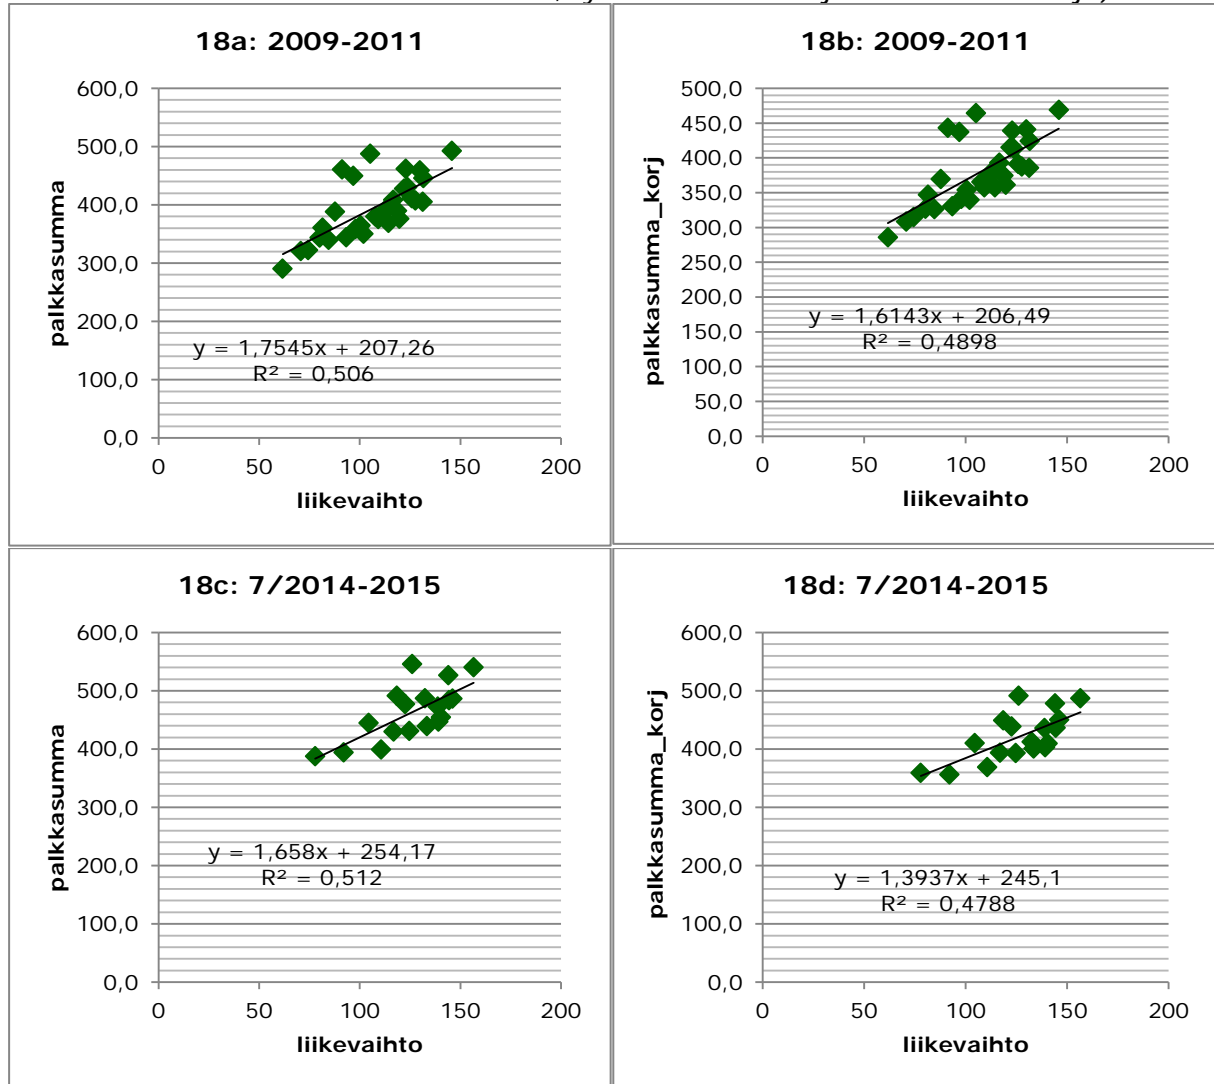 18a: 2009-2011
600,0
500,0
400,0
300,0
200,0
100,0
0,0
palkkasumma
y = 1,7545x + 207,26
R² = 0,506
0 50 100 150 200
liikevaihto
18b: 2009-2011
500,0
450,0
400,0
350,0
300,0
250,0
200,0
150,0
100,0
50,0
0,0
palkkasumma_korj
y = 1,6143x + 206,49
R² = 0,4898
0 50 100 150 200
liikevaihto
18c: 7/2014-2015
600,0
500,0
400,0
300,0
200,0
100,0
0,0
palkkasumma
y = 1,658x + 254,17
R² = 0,512
0 50 100 150 200
liikevaihto
18d: 7/2014-2015
600,0
500,0
400,0
300,0
200,0
100,0
0,0
palkkasumma_korj
y = 1,3937x + 245,1
R² = 0,4788
0 50 100 150 200
liikevaihto